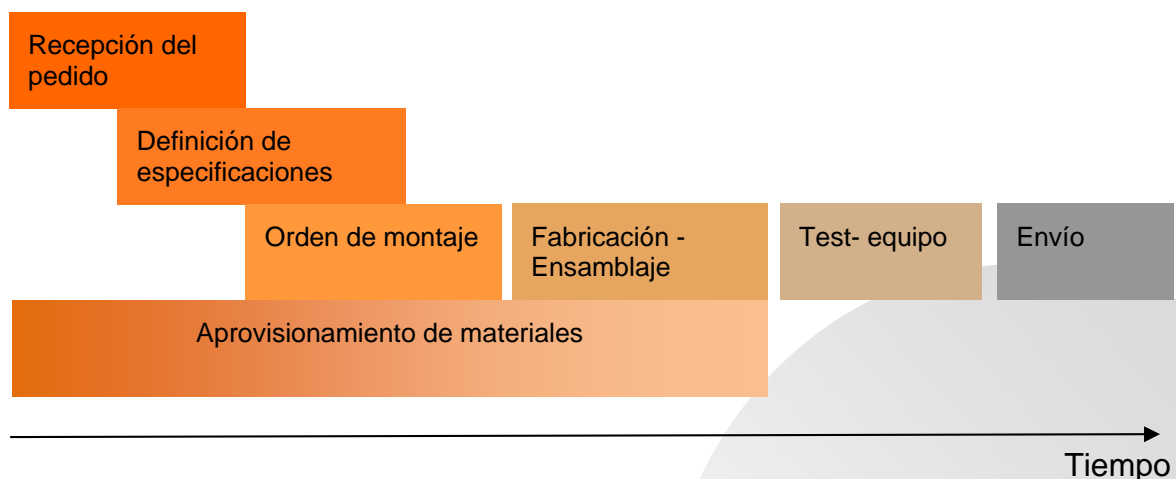 Recepción del
pedido
Definición de
especificaciones
Orden de montaje
Fabricación -
Ensamblaje
Test- equipo
Envío
Aprovisionamiento de materiales
Tiempo